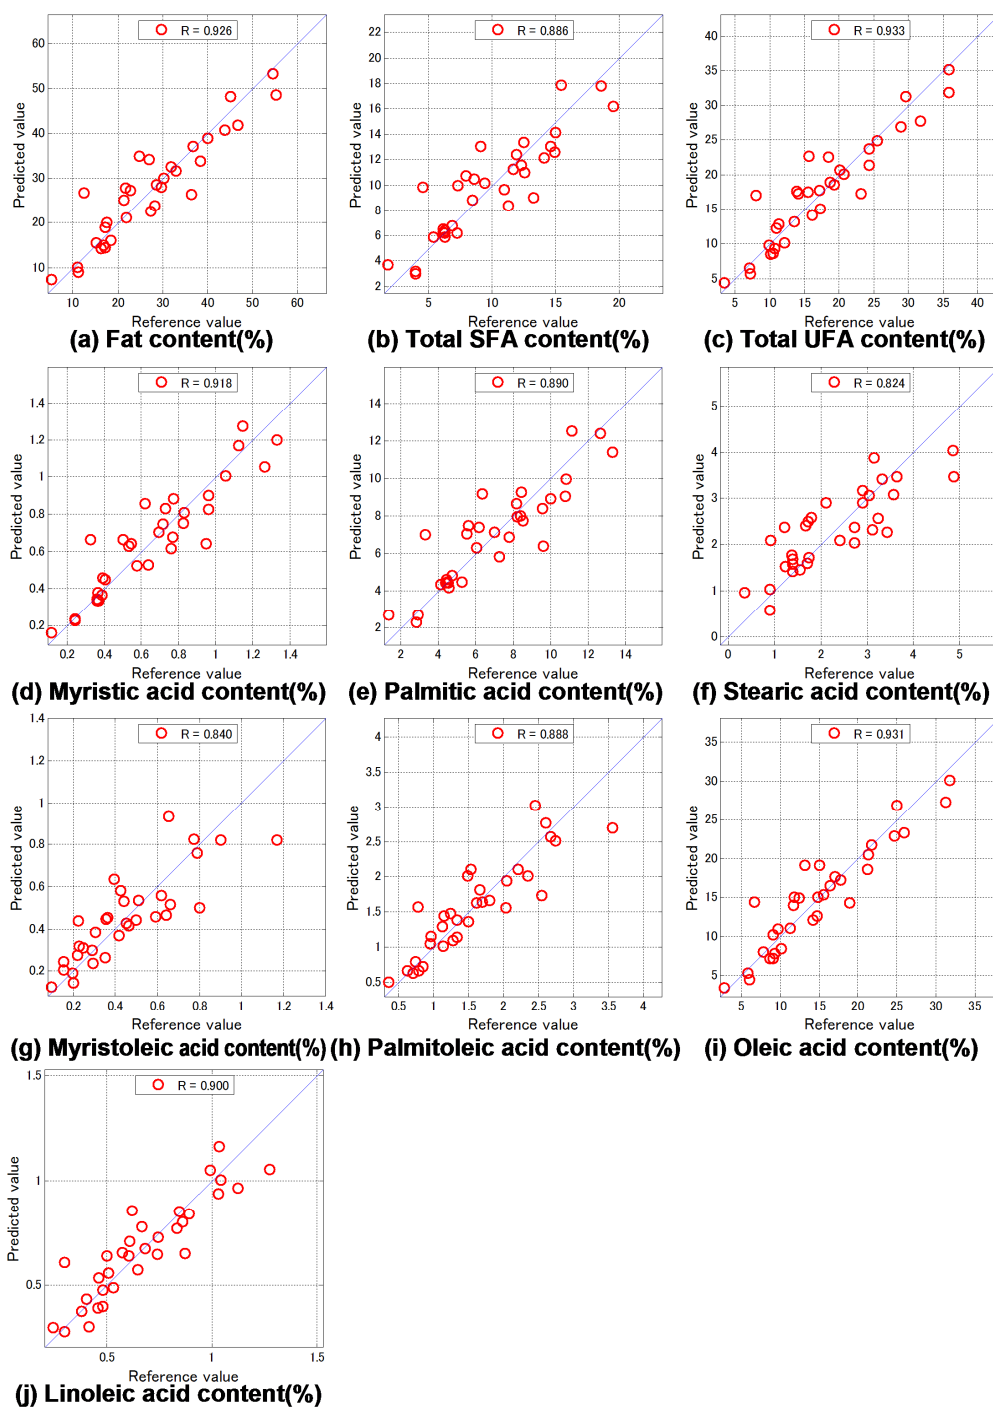 R = 0.926
Predicted value
60
50
40
30
20
10
10 20 30 40 50 60
Reference value
(a) Fat content(%)
R = 0.886
Predicted value
22
20
18
16
14
12
10
8
6
4
2
5 10 15 20
Reference value
(b) Total SFA content(%)
R = 0.933
Predicted value
40
35
30
25
20
15
10
5
5 10 15 20 25 30 35 40
Reference value
(c) Total UFA content(%)
R = 0.918
Predicted value
1.4
1.2
1
0.8
0.6
0.4
0.2
0.2 0.4 0.6 0.8 1 1.2 1.4
Reference value
(d) Myristic acid content(%)
R = 0.890
Predicted value
14
12
10
8
6
4
2
2 4 6 8 10 12 14
Reference value
(e) Palmitic acid content(%)
R = 0.824
Predicted value
5
4
3
2
1
0
0 1 2 3 4 5
Reference value
(f) Stearic acid content(%)
R = 0.840
Predicted value
1.4
1.2
1
0.8
0.6
0.4
0.2
0.2 0.4 0.6 0.8 1 1.2 1.4
Reference value
(g) Myristoleic acid content(%)
R = 0.888
Predicted value
4
3.5
3
2.5
2
1.5
1
0.5
0.5 1 1.5 2 2.5 3 3.5 4
Reference value
(h) Palmitoleic acid content(%)
R = 0.931
Predicted value
35
30
25
20
15
10
5
5 10 15 20 25 30 35
Reference value
(i) Oleic acid content(%)
R = 0.900
Predicted value
1.5
1
0.5
0.5 1 1.5
Reference value
(j) Linoleic acid content(%)